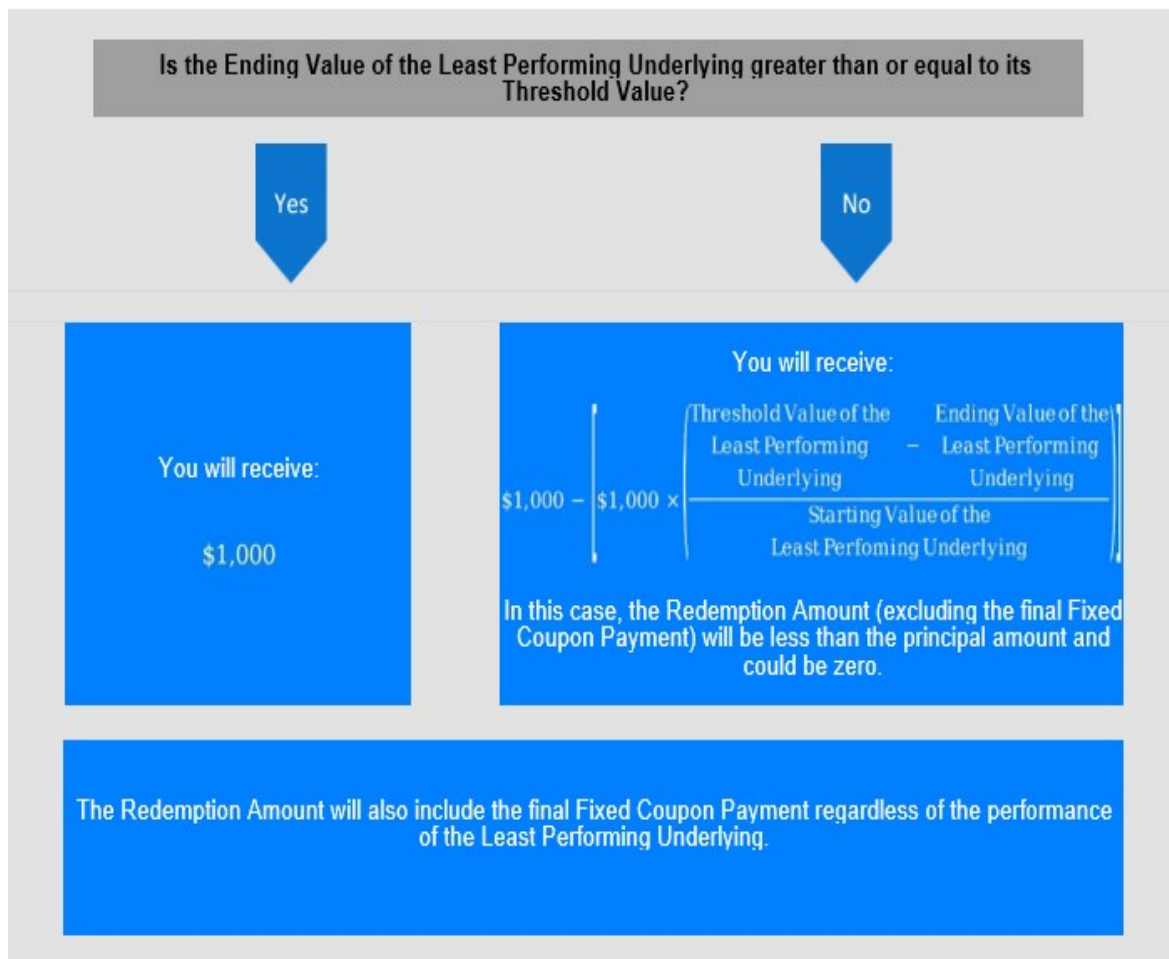 Is the Ending Value of the Least Performing Underlying greater than or equal to its
Threshold Value?
Yes
No
You will receive:
$1,000
You will receive:
Threshold Value of the
Least Performing
Underlying
−
Ending Value of the
Least Performing
Underlying
$1,000 − [$1,000 × (
Starting Value of the
Least Perfoming Underlying
)]
In this case, the Redemption Amount (excluding the final Fixed
Coupon Payment) will be less than the principal amount and
could be zero.
The Redemption Amount will also include the final Fixed Coupon Payment regardless of the performance
of the Least Performing Underlying.